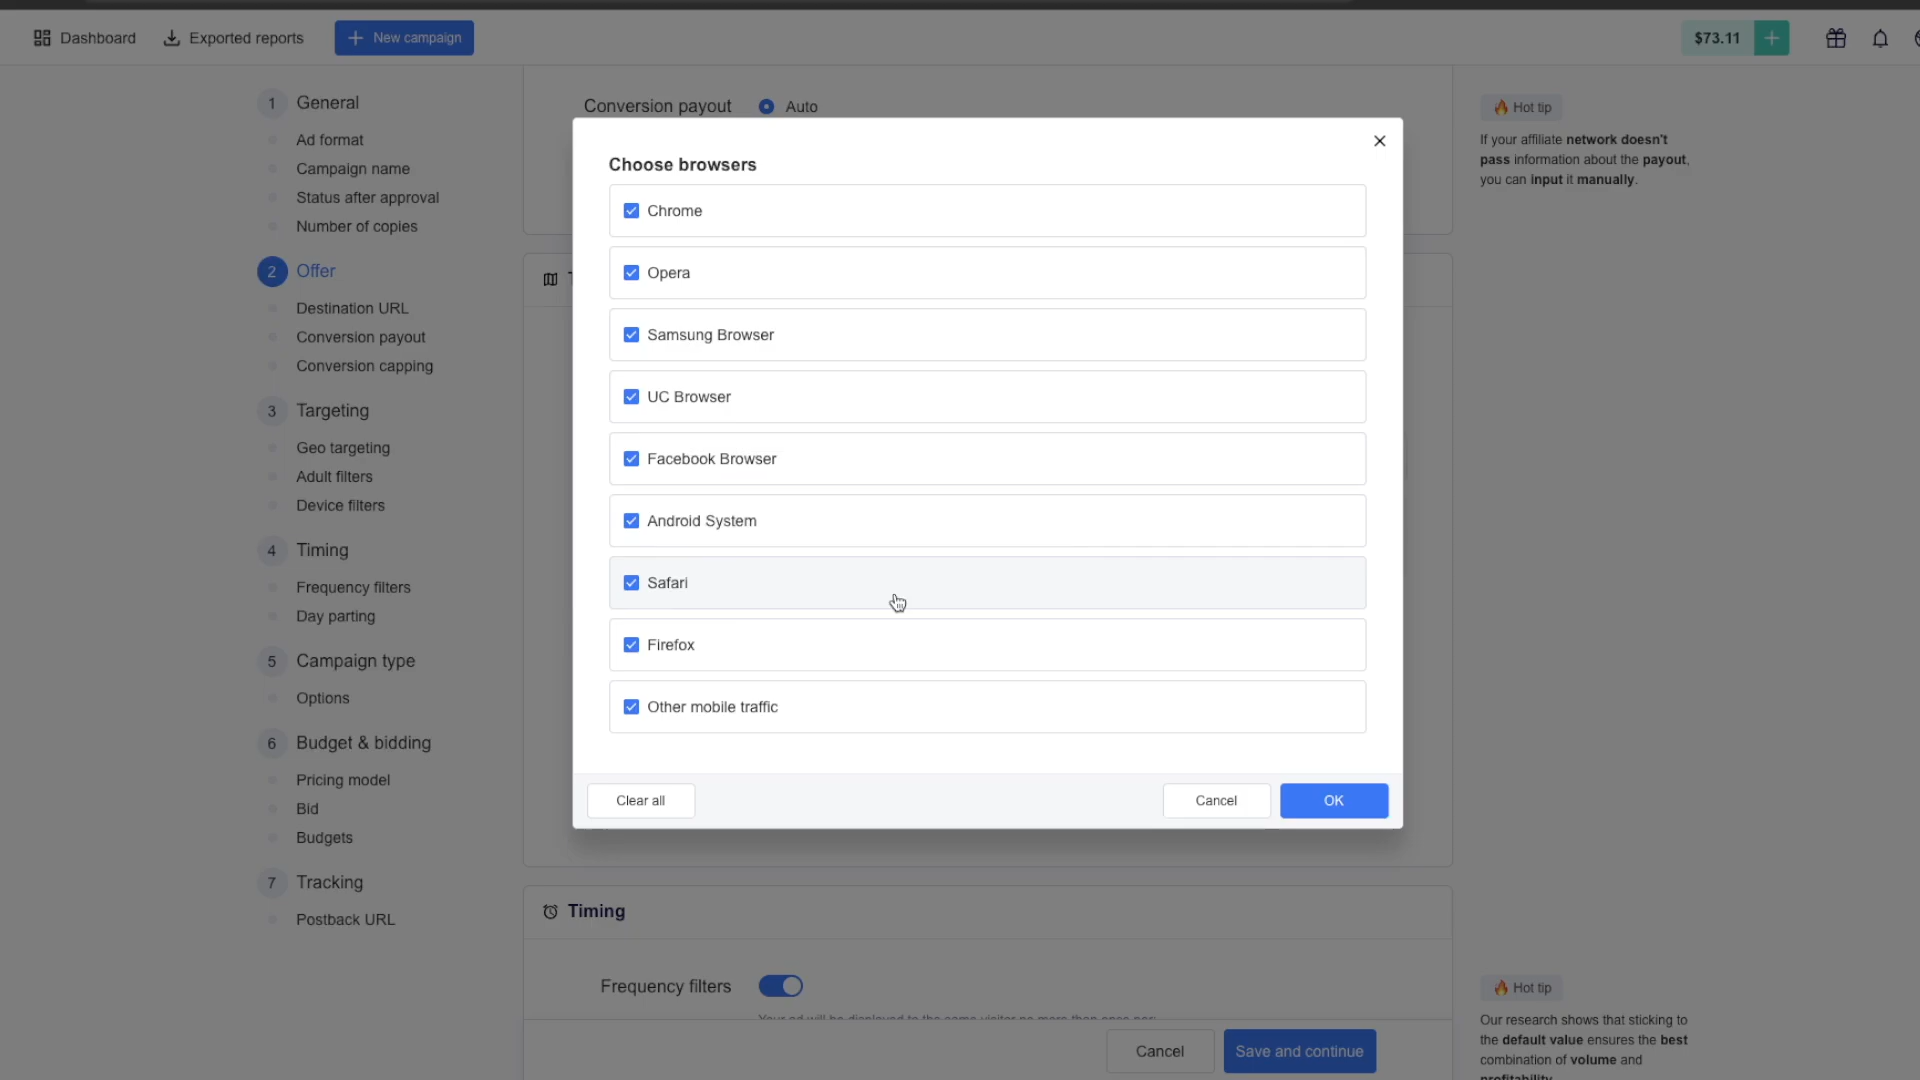 Dashboard
Exported reports
New campaign
$73.11
1 General
Ad format
Campaign name
Status after approval
Number of copies
2 Offer
Destination URL
Conversion payout
Conversion capping
3 Targeting
Geo targeting
Adult filters
Device filters
4 Timing
Frequency filters
Day parting
5 Campaign type
Options
6 Budget & bidding
Pricing model
Bid
Budgets
7 Tracking
Postback URL
Conversion payout
Auto
Choose browsers
Chrome
Opera
Samsung Browser
UC Browser
Facebook Browser
Android System
Safari
Firefox
Other mobile traffic
Clear all
Cancel
OK
Timing
Frequency filters
Your ad will be displayed to the same visitor no more than once per:
Cancel
Save and continue
Hot tip
If your affiliate network doesn't
pass information about the payout,
you can input it manually.
Hot tip
Our research shows that sticking to
the default value ensures the best
combination of volume and
profitability